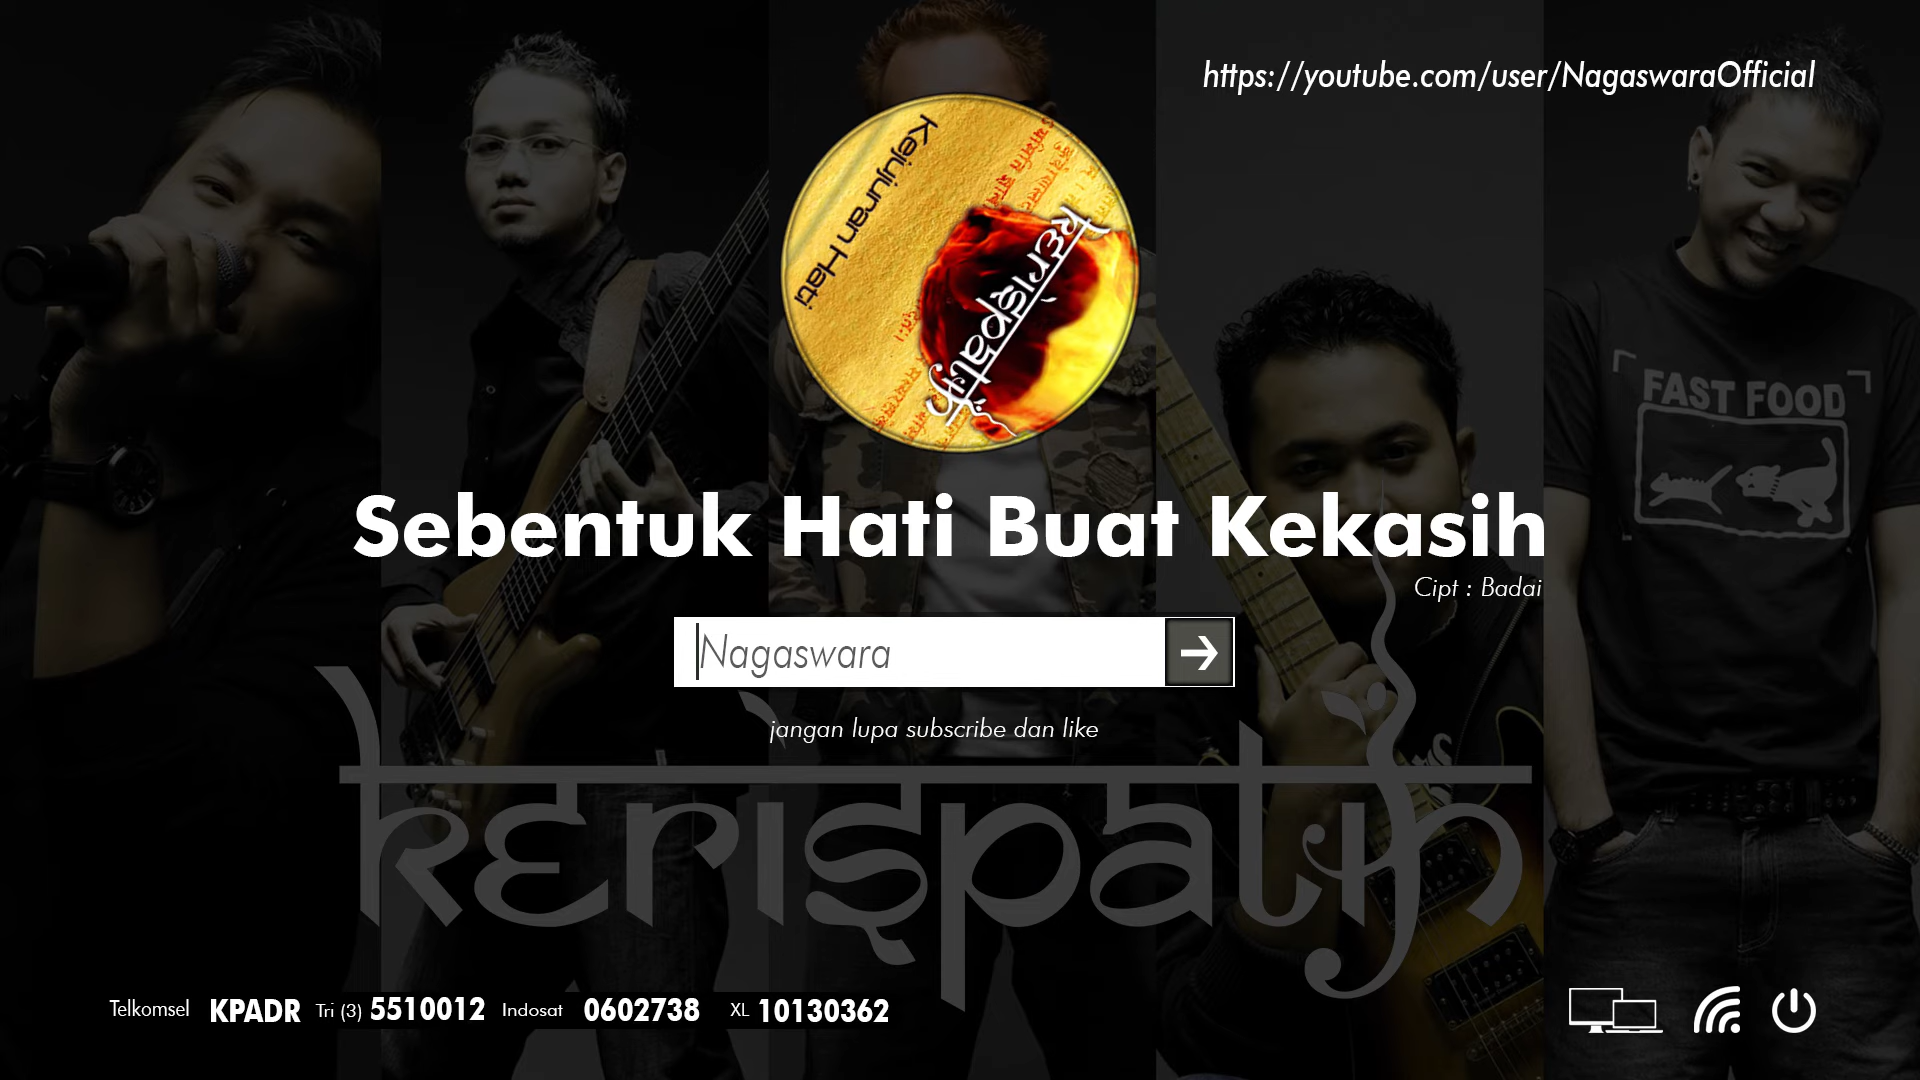 https://youtube.com/user/NagaswaraOfficial
Kejujuran Hati
kerispatih
FAST FOOD
Sebentuk Hati Buat Kekasih
Cipt : Badai
Nagaswara
jangan lupa subscribe dan like
kerispatih
Telkomsel KPADR Tri (3) 5510012 Indosat 0602738 XL 10130362